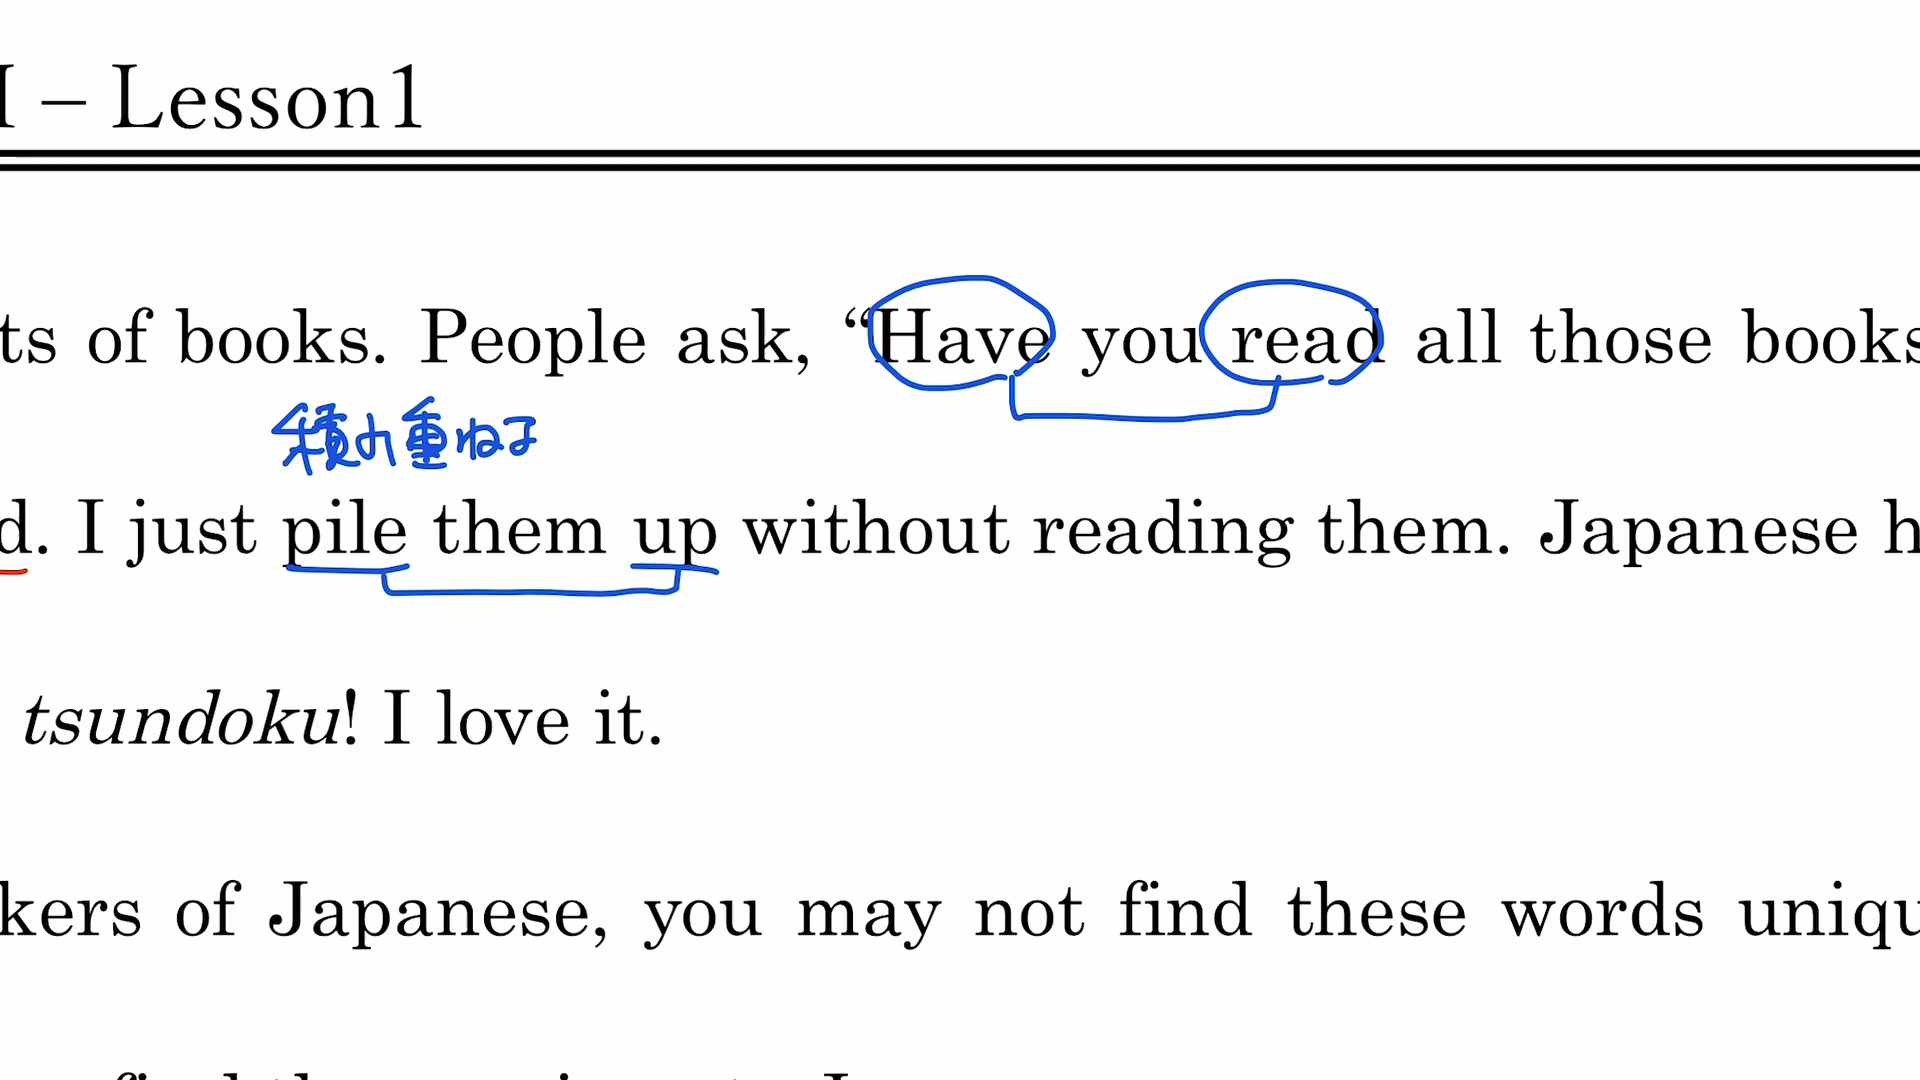 I – Lesson1
ts of books. People ask, “Have you read all those books
積み重ねる
d. I just pile them up without reading them. Japanese h
tsundoku! I love it.
kers of Japanese, you may not find these words uniqu